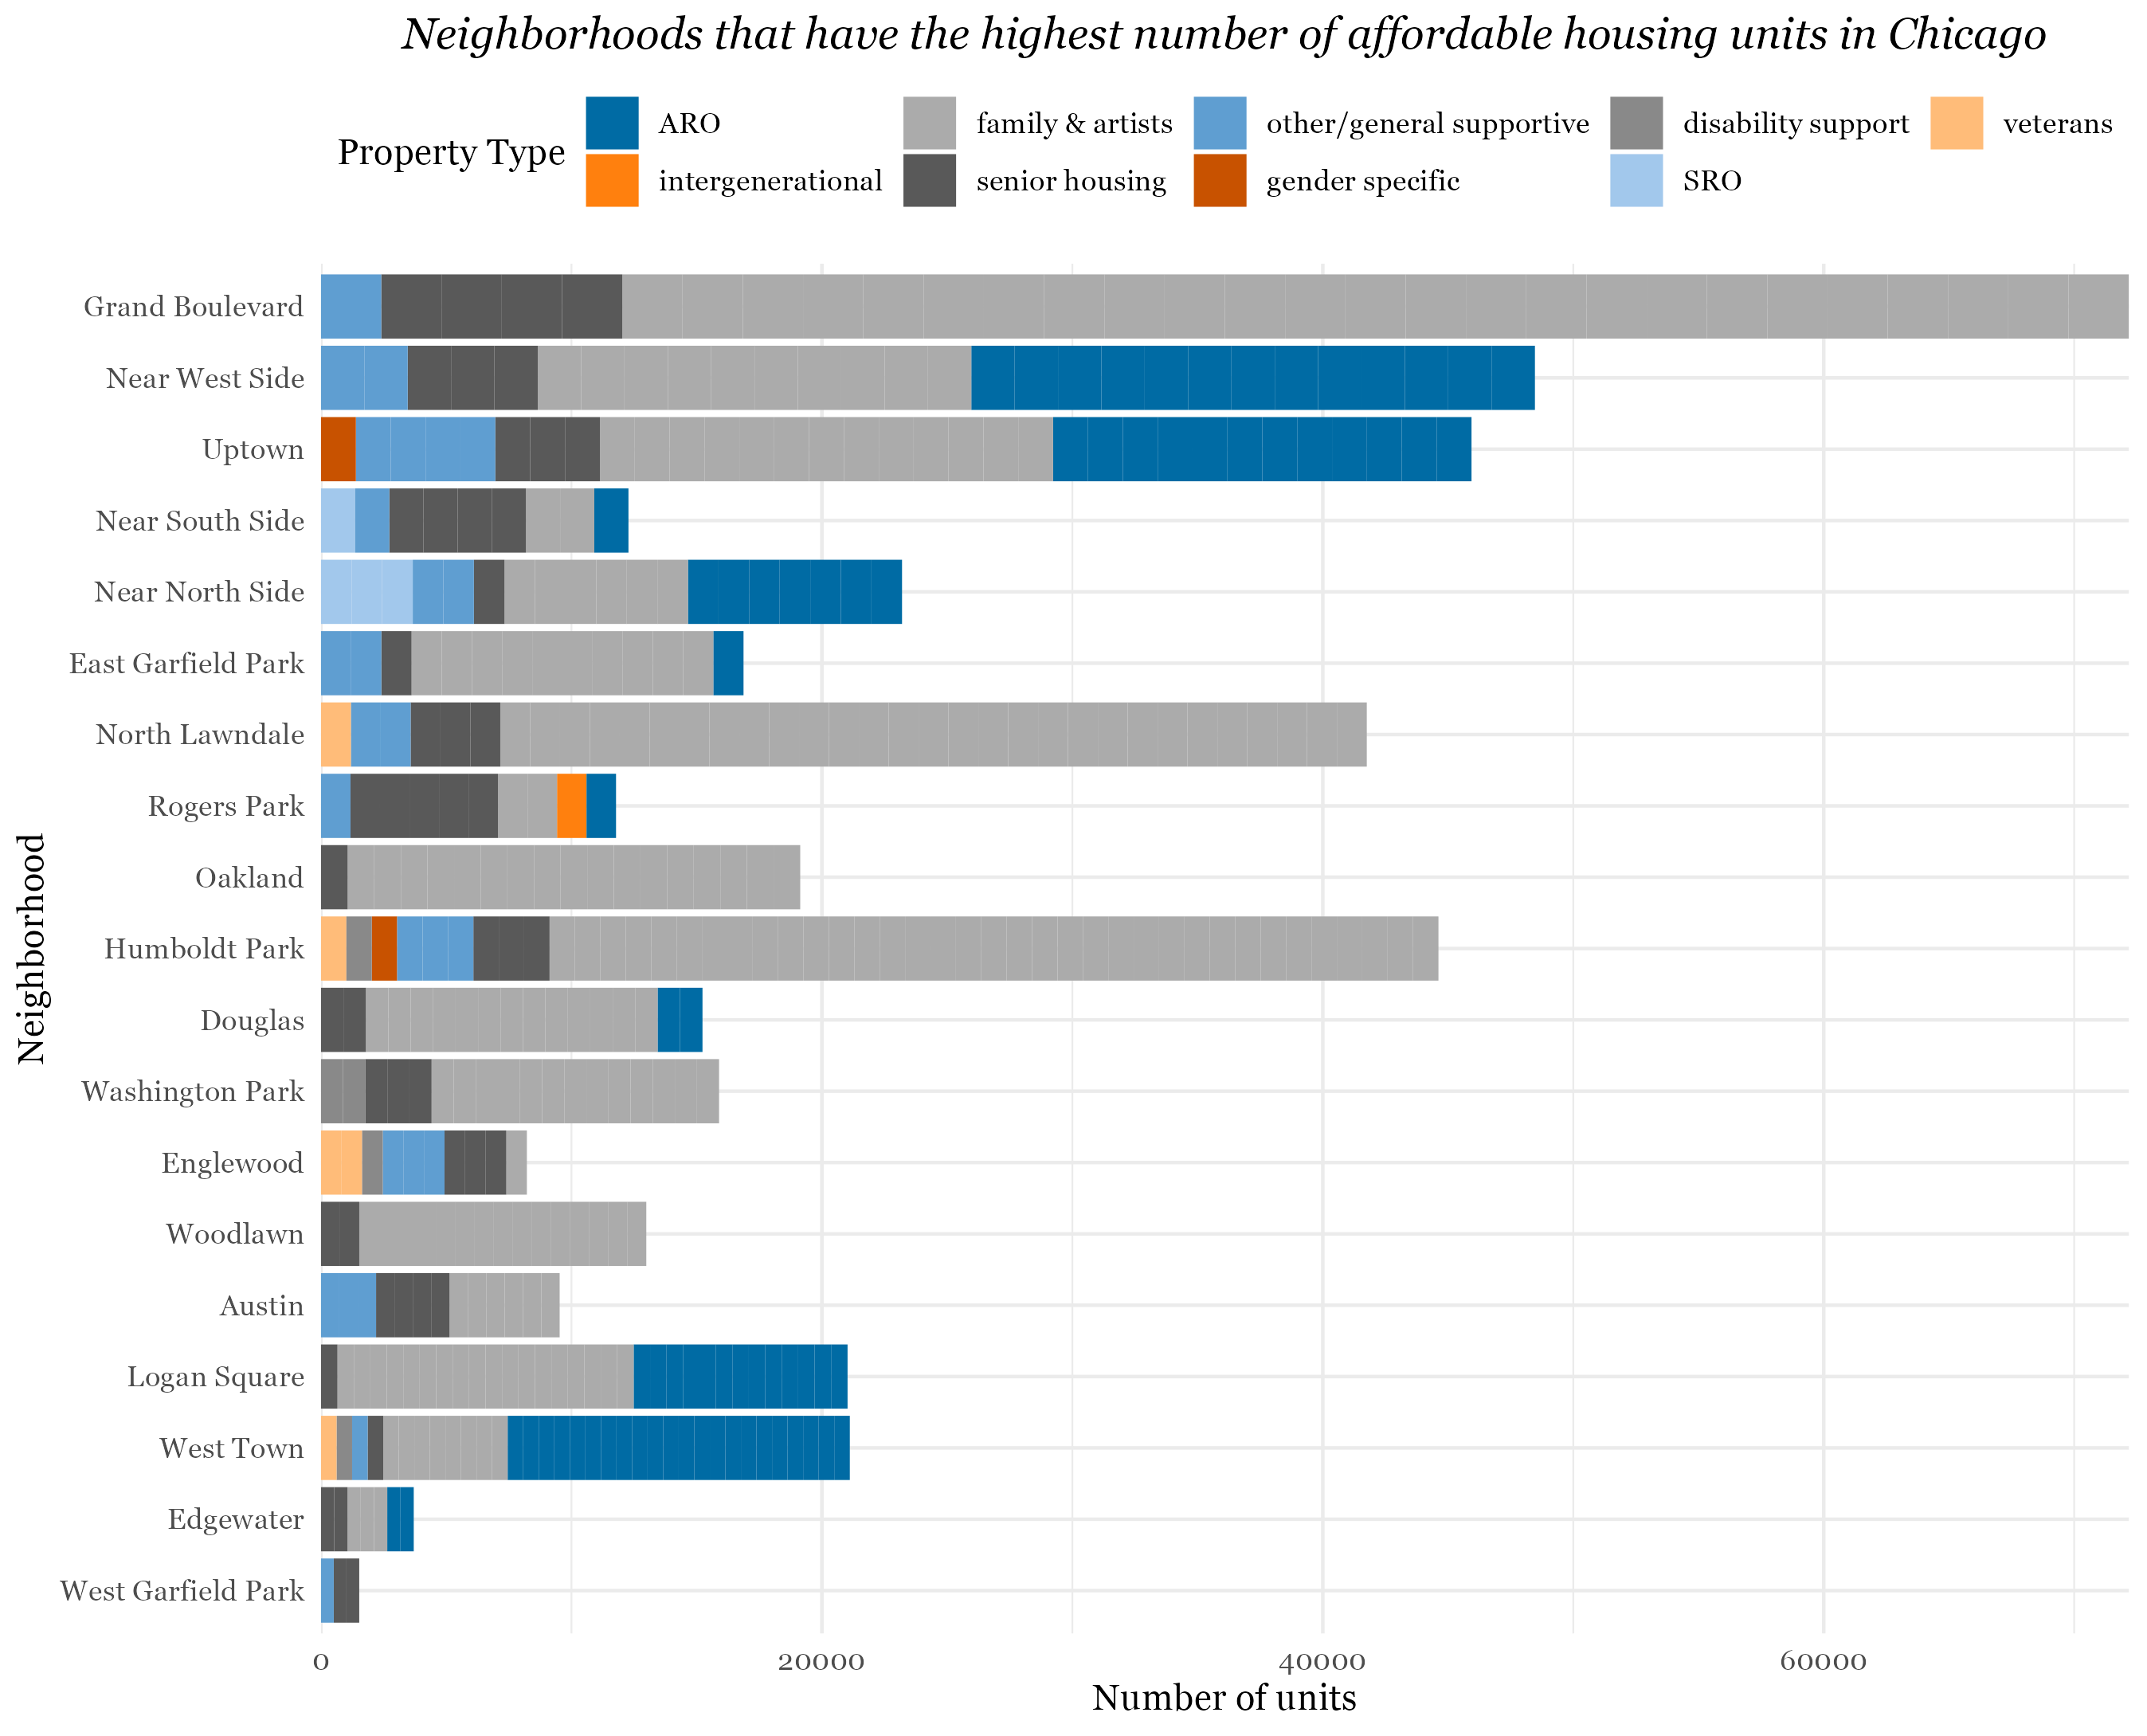 Neighborhoods that have the highest number of affordable housing units in Chicago
Property Type
ARO
family & artists
other/general supportive
disability support
veterans
intergenerational
senior housing
gender specific
SRO
Neighborhood
Grand Boulevard
Near West Side
Uptown
Near South Side
Near North Side
East Garfield Park
North Lawndale
Rogers Park
Oakland
Humboldt Park
Douglas
Washington Park
Englewood
Woodlawn
Austin
Logan Square
West Town
Edgewater
West Garfield Park
0 20000 40000 60000
Number of units